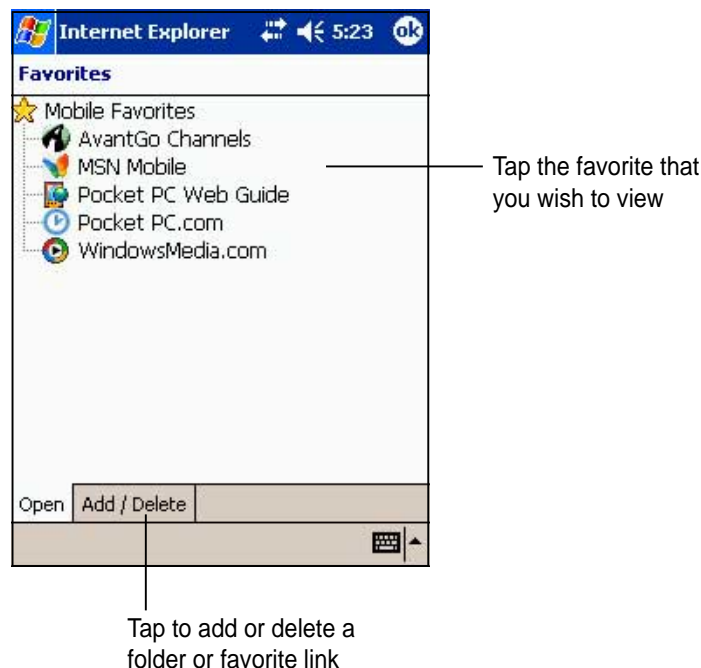 Internet Explorer 5:23 ok
Favorites
Mobile Favorites
AvantGo Channels
MSN Mobile
Pocket PC Web Guide
Pocket PC.com
WindowsMedia.com
Tap the favorite that
you wish to view
Open Add / Delete
Tap to add or delete a
folder or favorite link